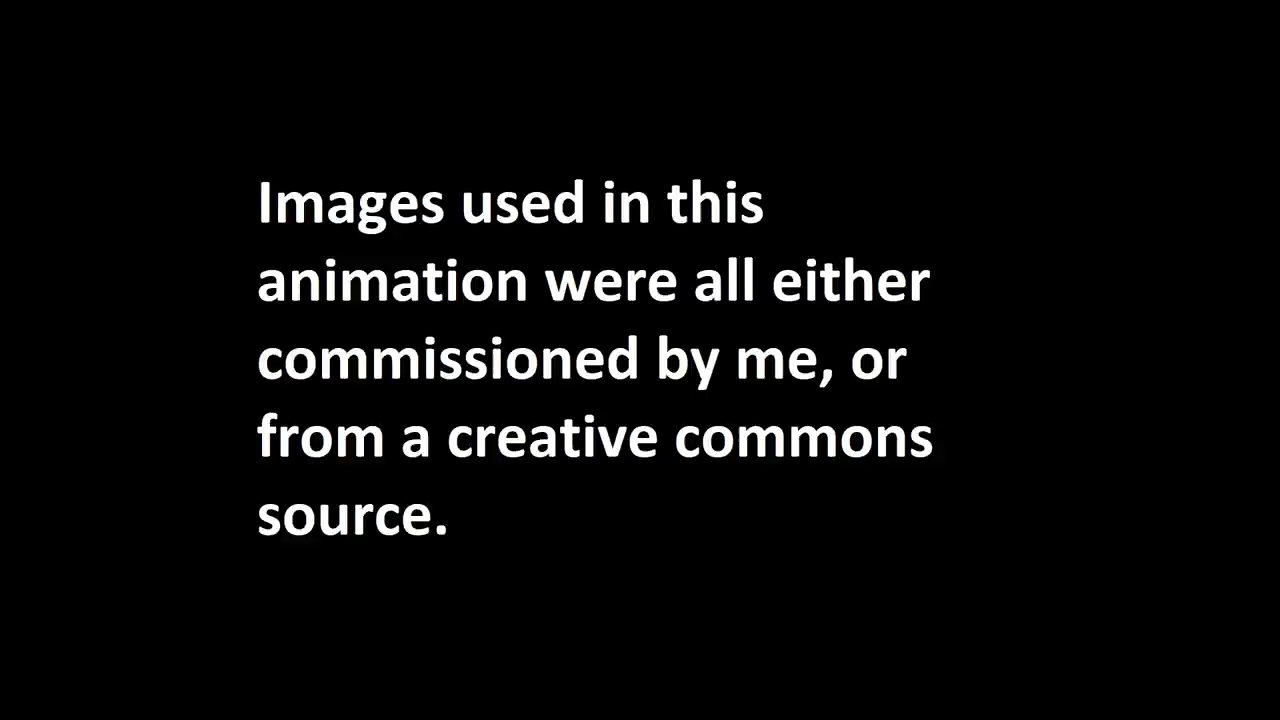 Images used in this
animation were all either
commissioned by me, or
from a creative commons
source.